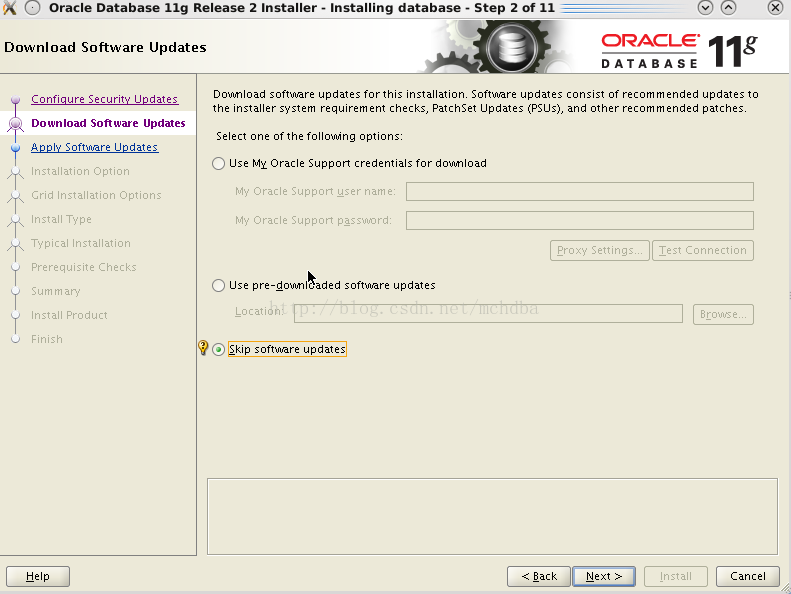 Oracle Database 11g Release 2 Installer - Installing database - Step 2 of 11
Download Software Updates
ORACLE
DATABASE
11g
Configure Security Updates
Download Software Updates
Apply Software Updates
Installation Option
Grid Installation Options
Install Type
Typical Installation
Prerequisite Checks
Summary
Install Product
Finish
Download software updates for this installation. Software updates consist of recommended updates to
the installer system requirement checks, PatchSet Updates (PSUs), and other recommended patches.
Select one of the following options:
Use My Oracle Support credentials for download
My Oracle Support user name:
My Oracle Support password:
Proxy Settings...
Test Connection
Use pre-downloaded software updates
Location:
http://blog.csdn.net/mchdba
Browse...
Skip software updates
Help
< Back
Next >
Install
Cancel